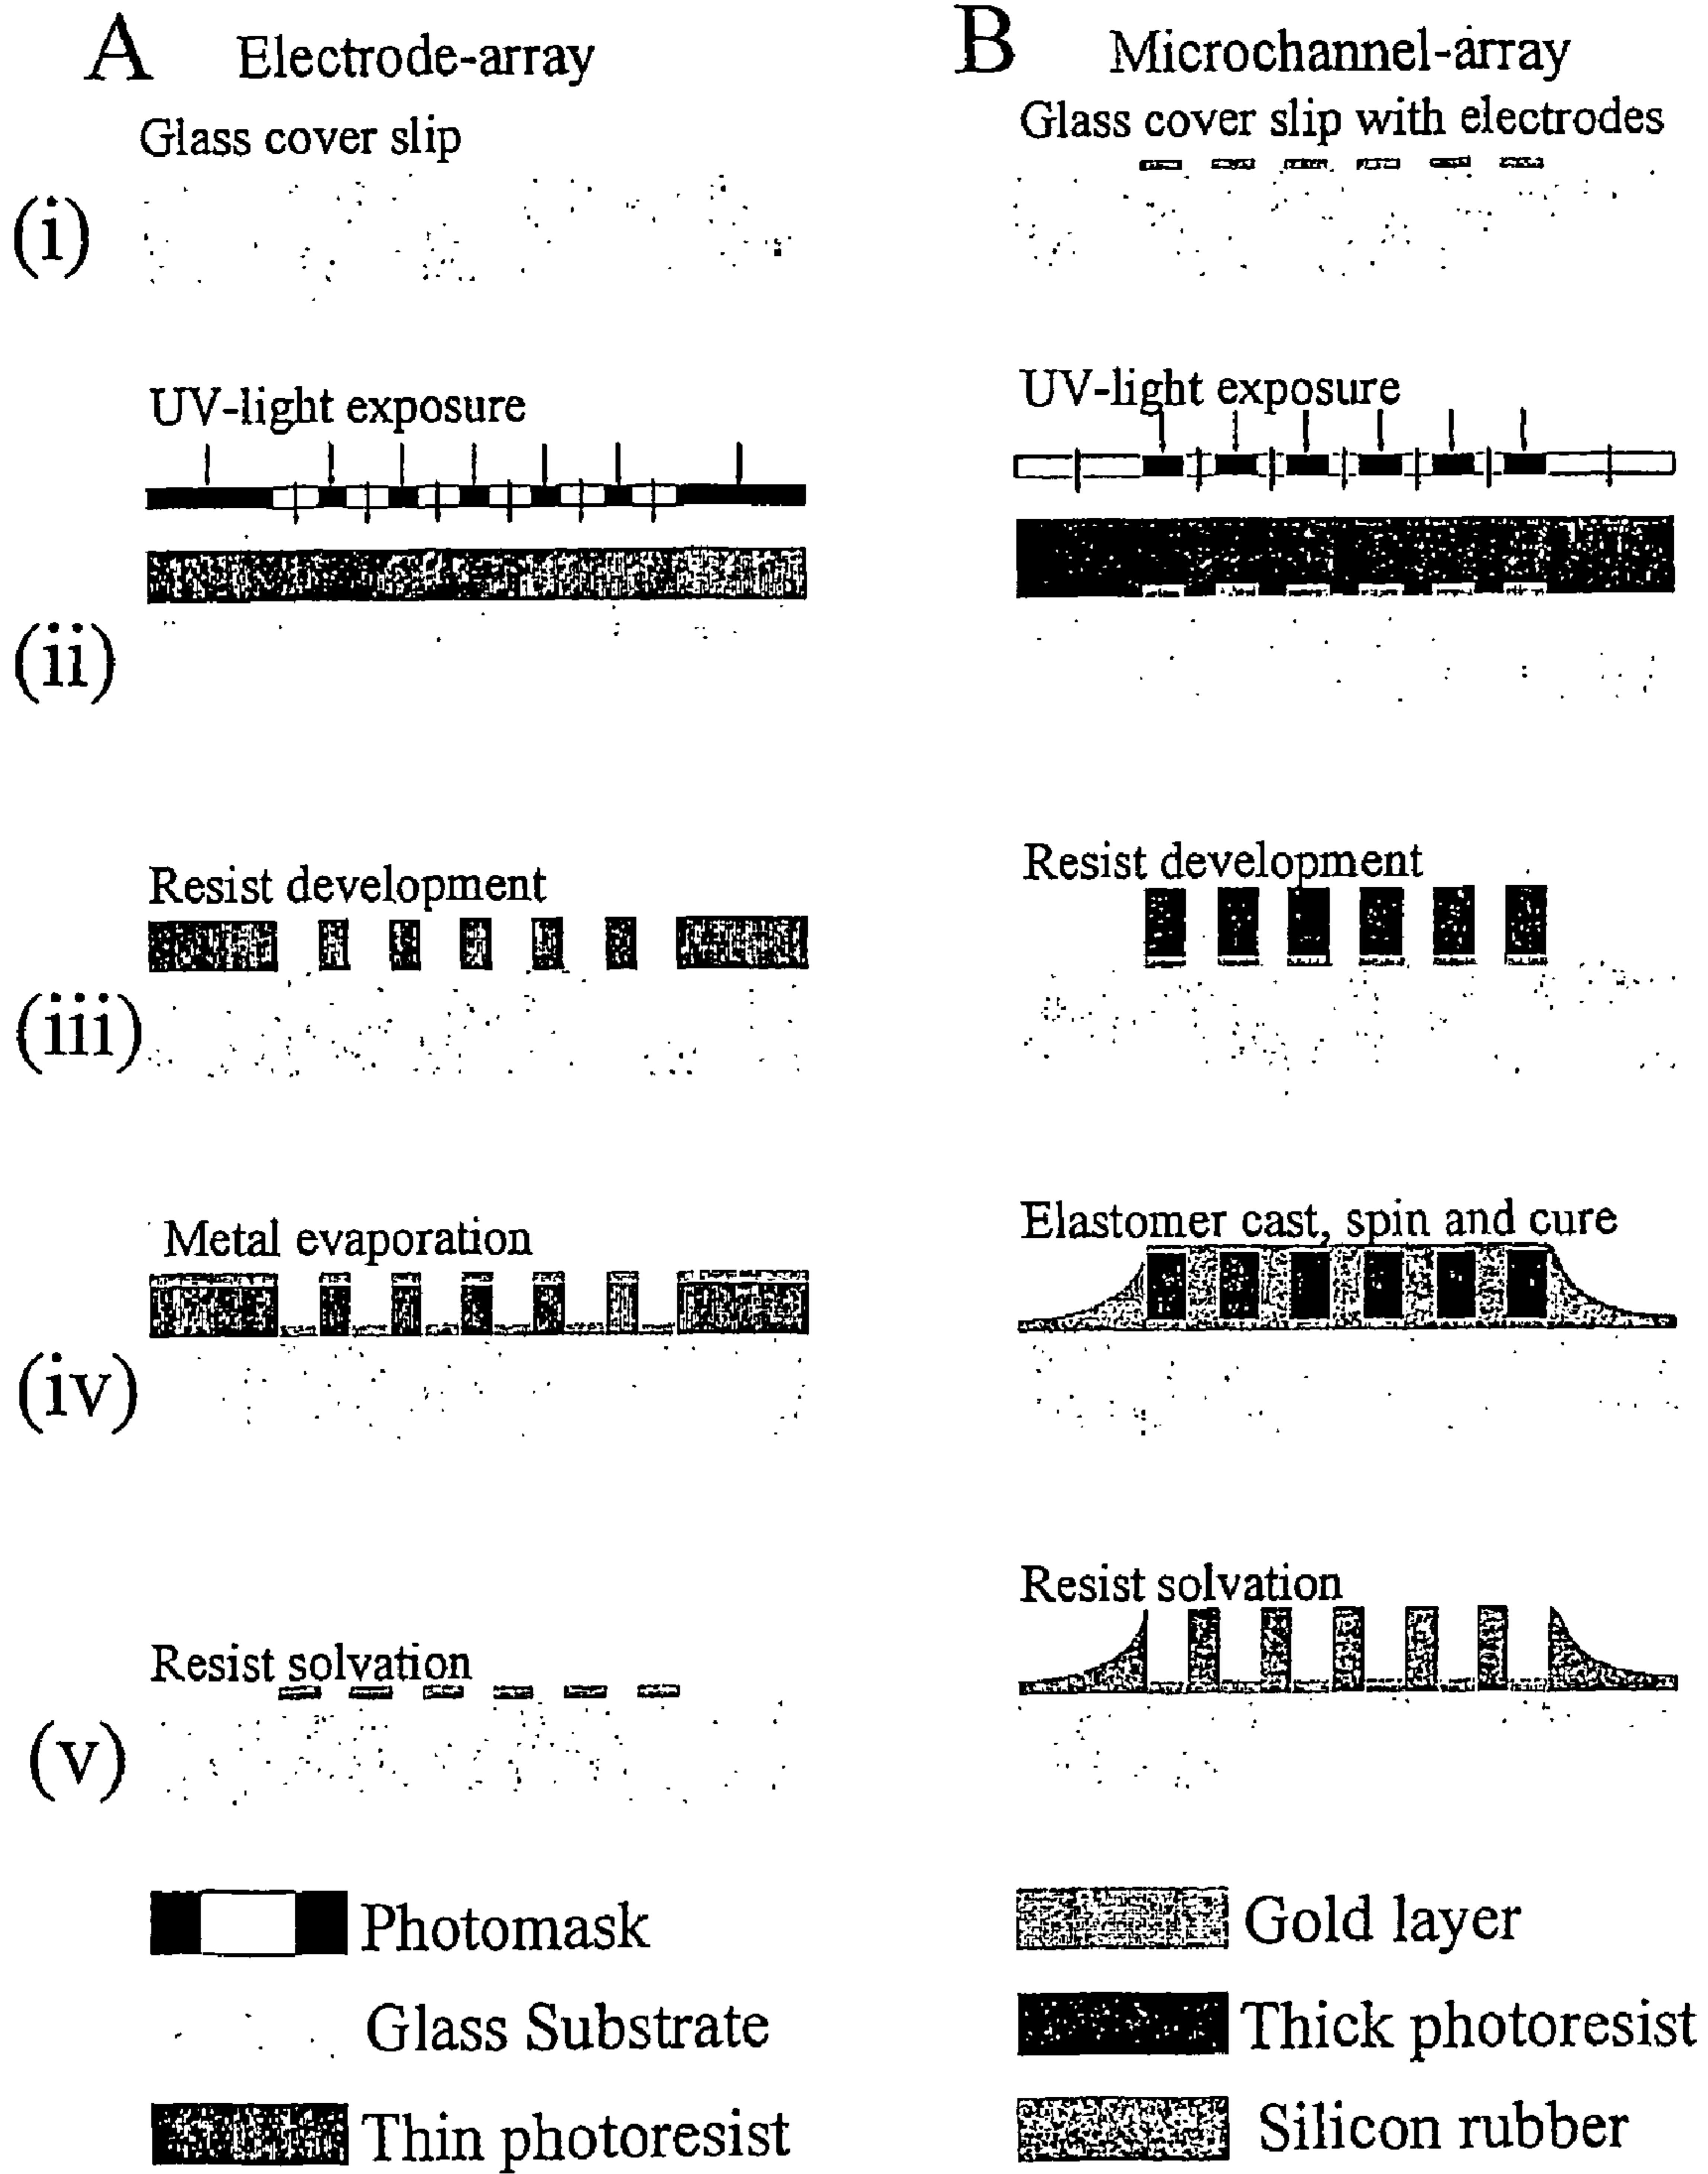 A Electrode-array
Glass cover slip
(i)
UV-light exposure
(ii)
Resist development
(iii)
Metal evaporation
(iv)
Resist solvation
(v)
B Microchannel-array
Glass cover slip with electrodes
UV-light exposure
Resist development
Elastomer cast, spin and cure
Resist solvation
Photomask
Glass Substrate
Thin photoresist
Gold layer
Thick photoresist
Silicon rubber